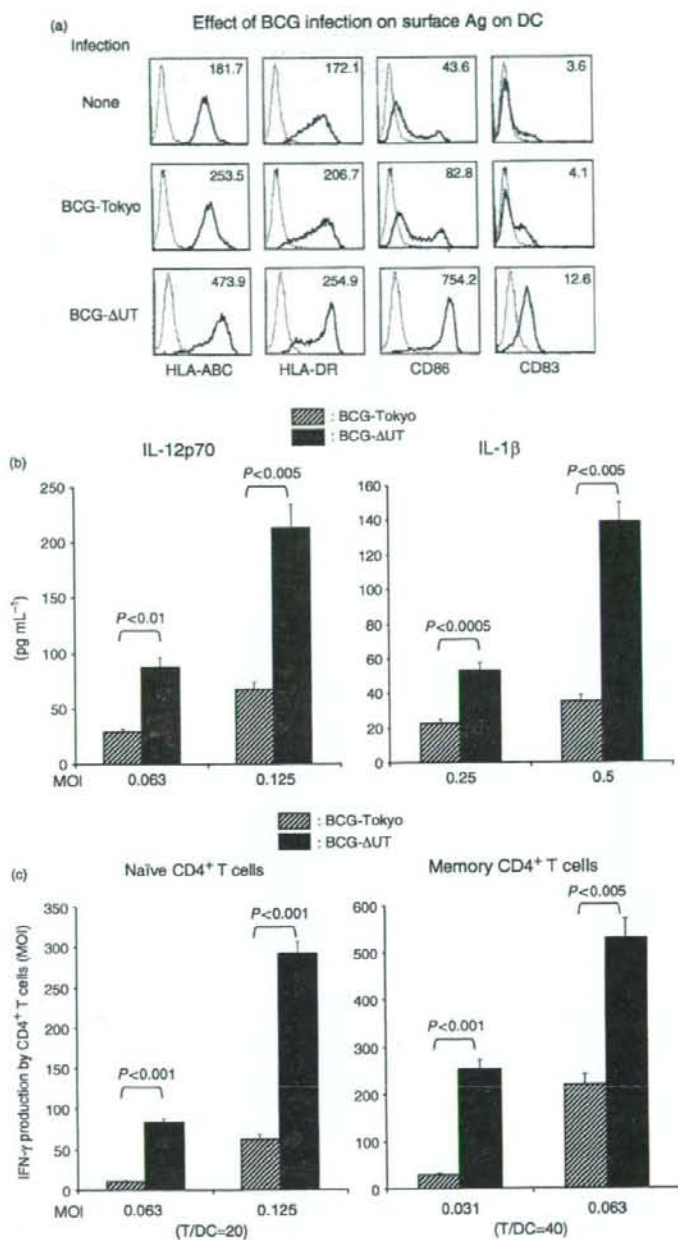 (a) Effect of BCG infection on surface Ag on DC
Infection
None
181.7 172.1 43.6 3.6
BCG-Tokyo
253.5 206.7 82.8 4.1
BCG-ΔUT
473.9 254.9 754.2 12.6
HLA-ABC HLA-DR CD86 CD83
: BCG-Tokyo
: BCG-ΔUT
(b)
IL-12p70
(pg mL⁻¹)
250
200
150
100
50
0
P<0.01
P<0.005
MOI 0.063 0.125
IL-1β
160
140
120
100
80
60
40
20
0
P<0.0005
P<0.005
0.25 0.5
: BCG-Tokyo
: BCG-ΔUT
(c)
Naïve CD4⁺ T cells
IFN-γ production by CD4⁺ T cells (MOI)
350
300
250
200
150
100
50
0
P<0.001
P<0.001
MOI 0.063 0.125
(T/DC=20)
Memory CD4⁺ T cells
600
500
400
300
200
100
0
P<0.001
P<0.005
0.031 0.063
(T/DC=40)